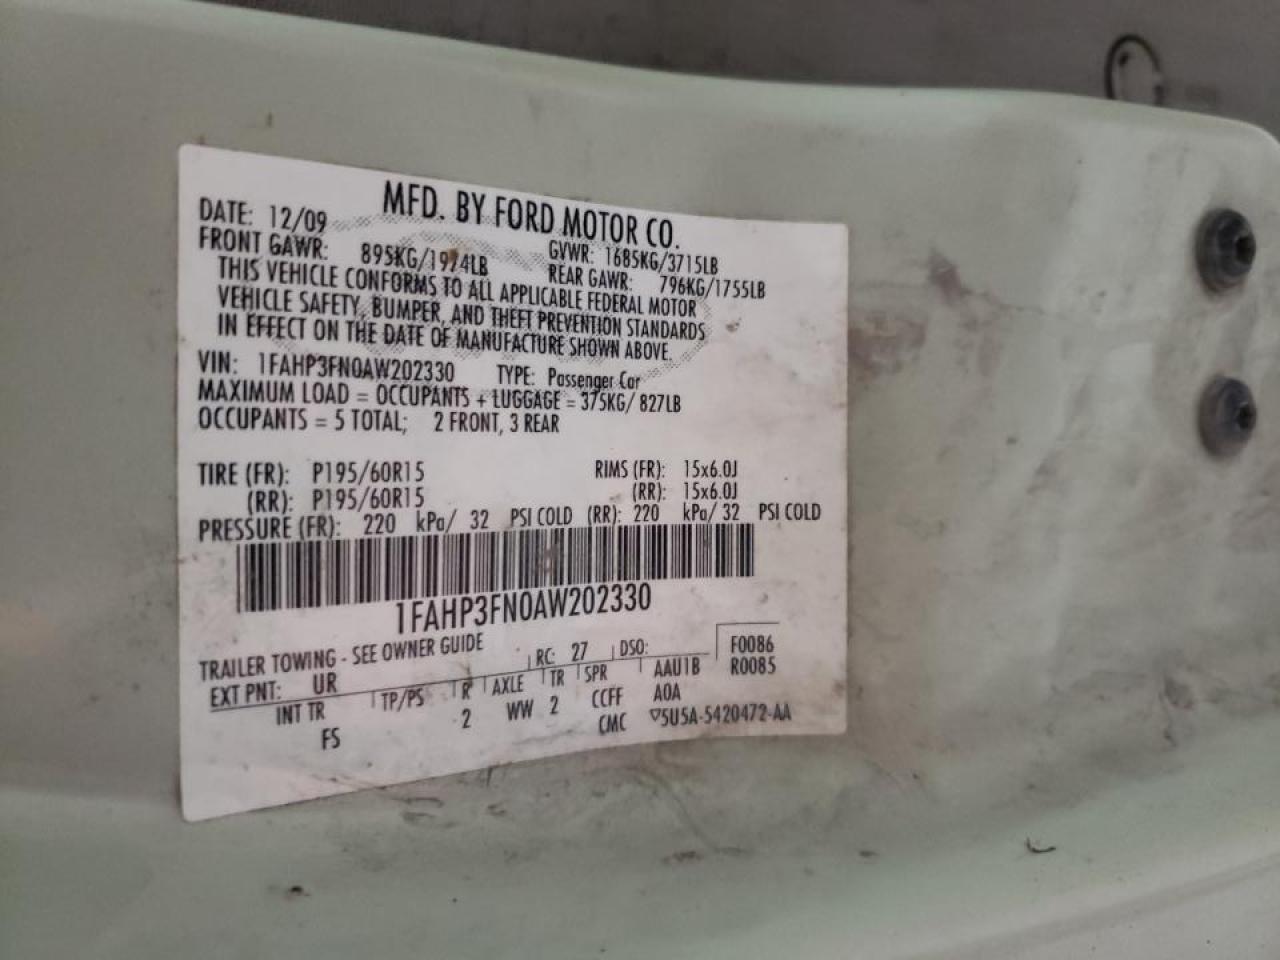 MFD. BY FORD MOTOR CO.
DATE: 12/09 GVWR: 1685KG/3715LB
FRONT GAWR: 895KG/1974LB REAR GAWR: 796KG/1755LB
THIS VEHICLE CONFORMS TO ALL APPLICABLE FEDERAL MOTOR
VEHICLE SAFETY, BUMPER, AND THEFT PREVENTION STANDARDS
IN EFFECT ON THE DATE OF MANUFACTURE SHOWN ABOVE.
VIN: 1FAHP3FN0AW202330 TYPE: Passenger Car
MAXIMUM LOAD = OCCUPANTS + LUGGAGE = 375KG/ 827LB
OCCUPANTS = 5 TOTAL; 2 FRONT, 3 REAR
TIRE (FR): P195/60R15 RIMS (FR): 15x6.0J
(RR): P195/60R15 (RR): 15x6.0J
PRESSURE (FR): 220 kPa/ 32 PSI COLD (RR): 220 kPa/ 32 PSI COLD
1FAHP3FN0AW202330
TRAILER TOWING - SEE OWNER GUIDE
EXT PNT: UR RC: 27 DSO: F0086
R0085
INT TR TP/PS R AXLE TR SPR AAU1B
FS 2 WW 2 CCFF A0A
CMC ▽5U5A-5420472-AA